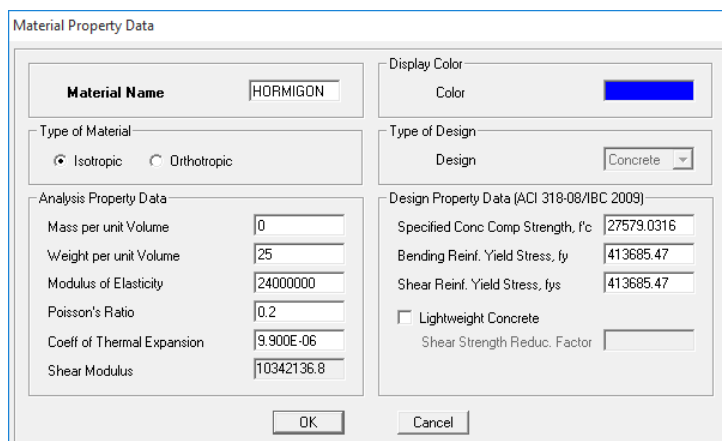 Material Property Data
Material Name HORMIGON
Display Color
Color
Type of Material
Isotropic Orthotropic
Type of Design
Design Concrete
Analysis Property Data
Mass per unit Volume 0
Weight per unit Volume 25
Modulus of Elasticity 24000000
Poisson's Ratio 0.2
Coeff of Thermal Expansion 9.900E-06
Shear Modulus 10342136.8
Design Property Data (ACI 318-08/IBC 2009)
Specified Conc Comp Strength, f'c 27579.0316
Bending Reinf. Yield Stress, fy 413685.47
Shear Reinf. Yield Stress, fys 413685.47
Lightweight Concrete
Shear Strength Reduc. Factor
OK Cancel